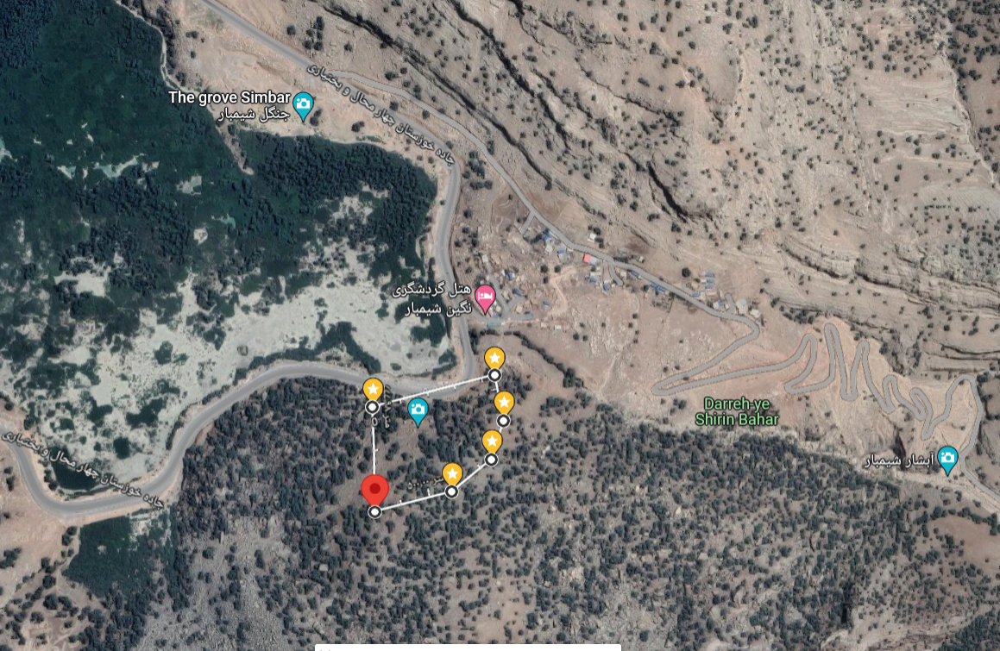 The grove Simbar
جنگل شیمبار
جاده خوزستان چهار محال و بختیاری
هتل گردشگری
نگین شیمبار
Darreh-ye
Shirin Bahar
آبشار شیمبار
جاده خوزستان چهار محال و بختیاری